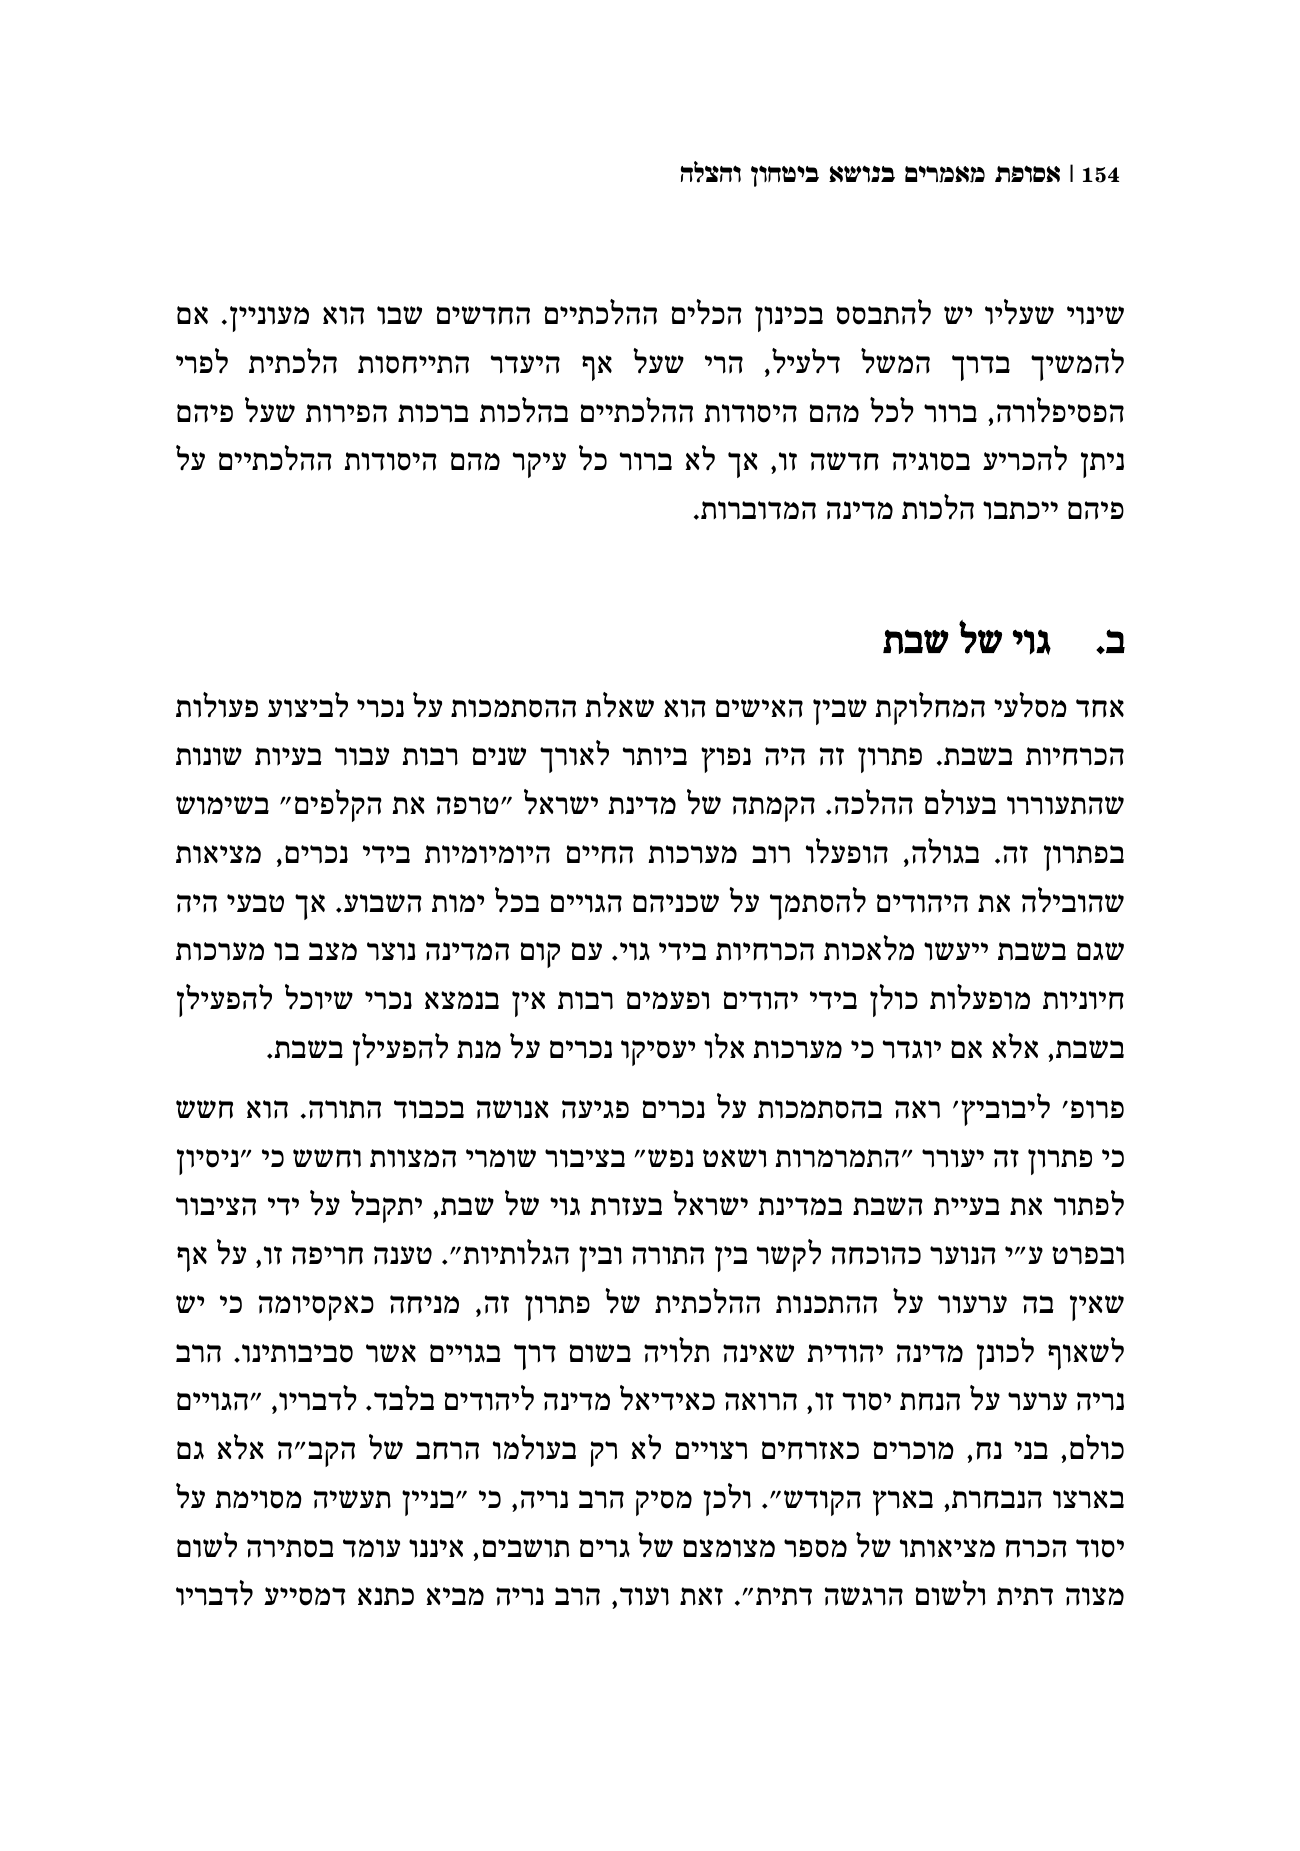 154 | אסופת מאמרים בנושא ביטחון והצלה
שינוי שעליו יש להתבסס בכינון הכלים ההלכתיים החדשים שבו הוא מעוניין. אם
להמשיך בדרך המשל דלעיל, הרי שעל אף היעדר התייחסות הלכתית לפרי
הפסיפלורה, ברור לכל מהם היסודות ההלכתיים בהלכות ברכות הפירות שעל פיהם
ניתן להכריע בסוגיה חדשה זו, אך לא ברור כל עיקר מהם היסודות ההלכתיים על
פיהם ייכתבו הלכות מדינה המדוברות.
ב. גוי של שבת
אחד מסלעי המחלוקת שבין האישים הוא שאלת ההסתמכות על נכרי לביצוע פעולות
הכרחיות בשבת. פתרון זה היה נפוץ ביותר לאורך שנים רבות עבור בעיות שונות
שהתעוררו בעולם ההלכה. הקמתה של מדינת ישראל ״טרפה את הקלפים״ בשימוש
בפתרון זה. בגולה, הופעלו רוב מערכות החיים היומיומיות בידי נכרים, מציאות
שהובילה את היהודים להסתמך על שכניהם הגויים בכל ימות השבוע. אך טבעי היה
שגם בשבת ייעשו מלאכות הכרחיות בידי גוי. עם קום המדינה נוצר מצב בו מערכות
חיוניות מופעלות כולן בידי יהודים ופעמים רבות אין בנמצא נכרי שיוכל להפעילן
בשבת, אלא אם יוגדר כי מערכות אלו יעסיקו נכרים על מנת להפעילן בשבת.
פרופ׳ ליבוביץ׳ ראה בהסתמכות על נכרים פגיעה אנושה בכבוד התורה. הוא חשש
כי פתרון זה יעורר ״התמרמרות ושאט נפש״ בציבור שומרי המצוות וחשש כי ״ניסיון
לפתור את בעיית השבת במדינת ישראל בעזרת גוי של שבת, יתקבל על ידי הציבור
ובפרט ע״י הנוער כהוכחה לקשר בין התורה ובין הגלותיות״. טענה חריפה זו, על אף
שאין בה ערעור על ההתכנות ההלכתית של פתרון זה, מניחה כאקסיומה כי יש
לשאוף לכונן מדינה יהודית שאינה תלויה בשום דרך בגויים אשר סביבותינו. הרב
נריה ערער על הנחת יסוד זו, הרואה כאידיאל מדינה ליהודים בלבד. לדבריו, ״הגויים
כולם, בני נח, מוכרים כאזרחים רצויים לא רק בעולמו הרחב של הקב״ה אלא גם
בארצו הנבחרת, בארץ הקודש״. ולכן מסיק הרב נריה, כי ״בניין תעשיה מסוימת על
יסוד הכרח מציאותו של מספר מצומצם של גרים תושבים, איננו עומד בסתירה לשום
מצוה דתית ולשום הרגשה דתית״. זאת ועוד, הרב נריה מביא כתנא דמסייע לדבריו